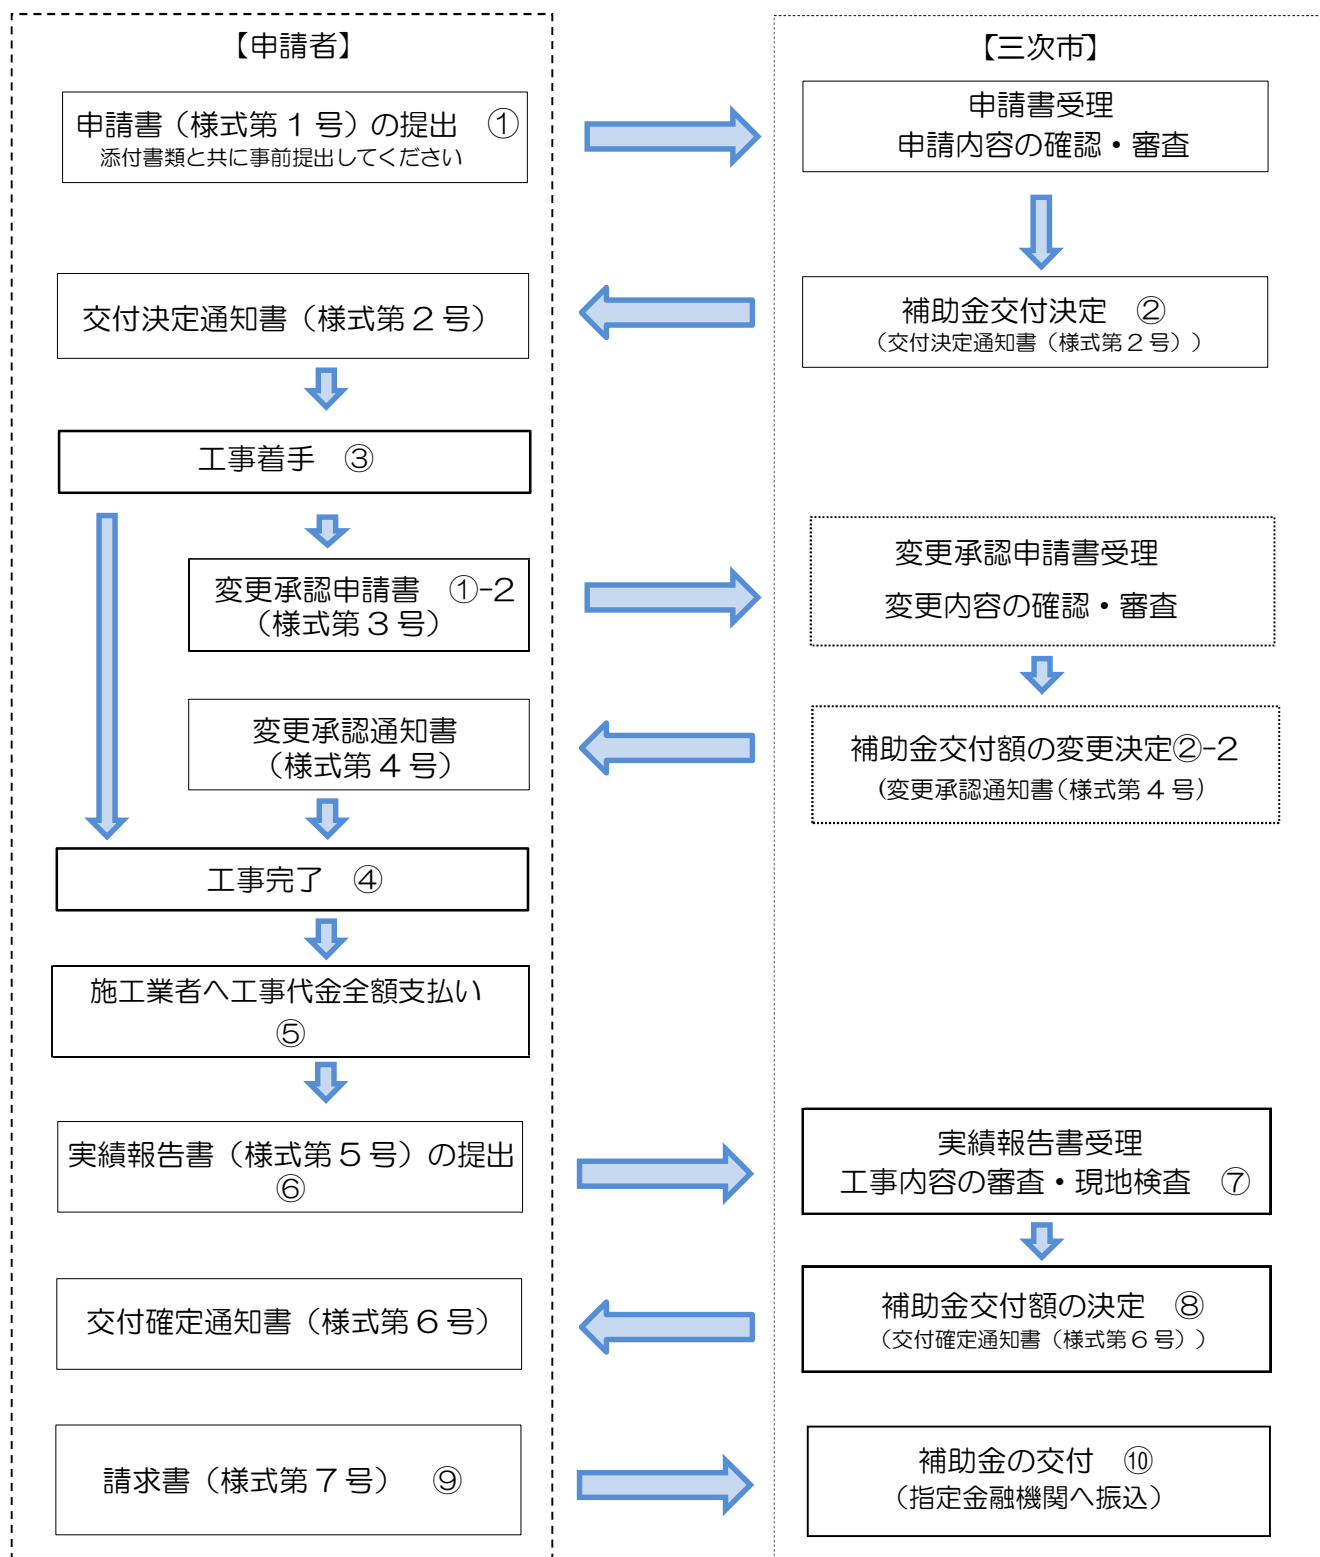 【申請者】
【三次市】
申請書（様式第１号）の提出　①
添付書類と共に事前提出してください
申請書受理
申請内容の確認・審査
交付決定通知書（様式第２号）
補助金交付決定　②
（交付決定通知書（様式第２号））
工事着手　③
変更承認申請書　①-2
（様式第３号）
変更承認申請書受理
変更内容の確認・審査
変更承認通知書
（様式第４号）
補助金交付額の変更決定②-2
（変更承認通知書（様式第４号）
工事完了　④
施工業者へ工事代金全額支払い
⑤
実績報告書（様式第５号）の提出
⑥
実績報告書受理
工事内容の審査・現地検査　⑦
交付確定通知書（様式第６号）
補助金交付額の決定　⑧
（交付確定通知書（様式第６号））
請求書（様式第７号）　⑨
補助金の交付　⑩
（指定金融機関へ振込）